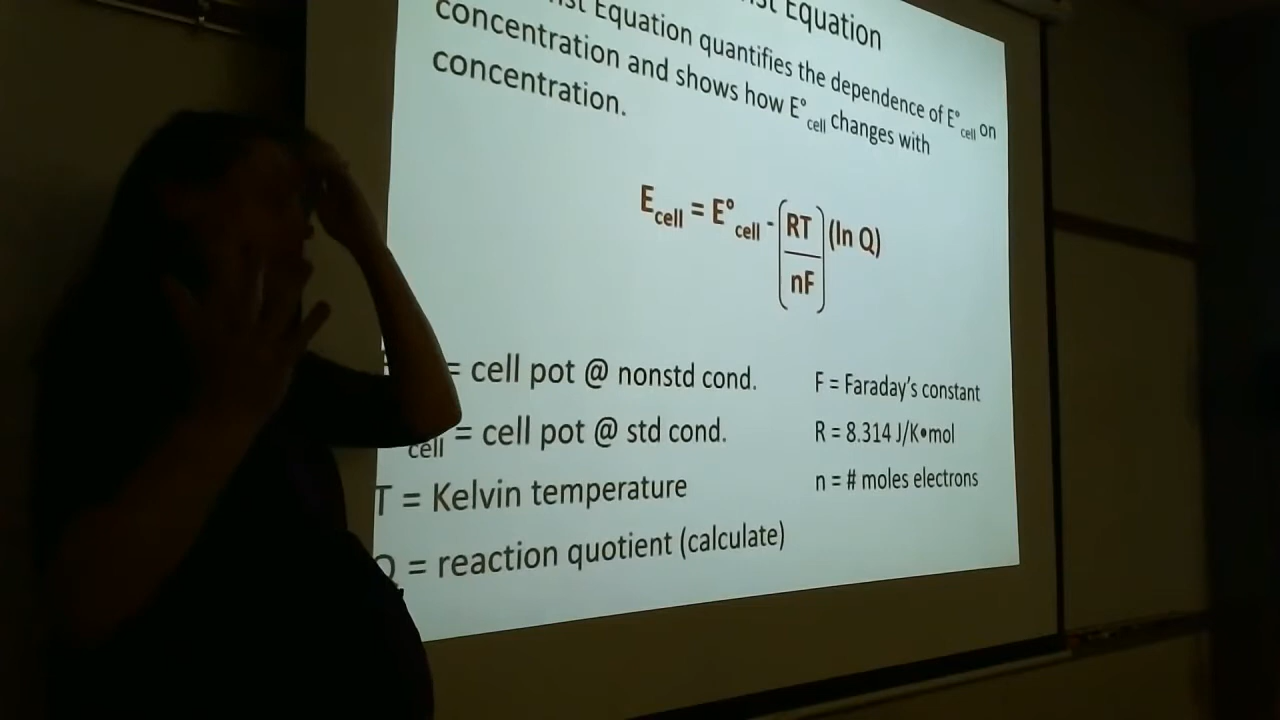 Equation
Equation quantifies the dependence of E°cell on
concentration and shows how E°cell changes with
concentration.
Ecell = E°cell - (RT/nF) (ln Q)
= cell pot @ nonstd cond.
F = Faraday's constant
cell = cell pot @ std cond.
R = 8.314 J/K•mol
T = Kelvin temperature
n = # moles electrons
Q = reaction quotient (calculate)